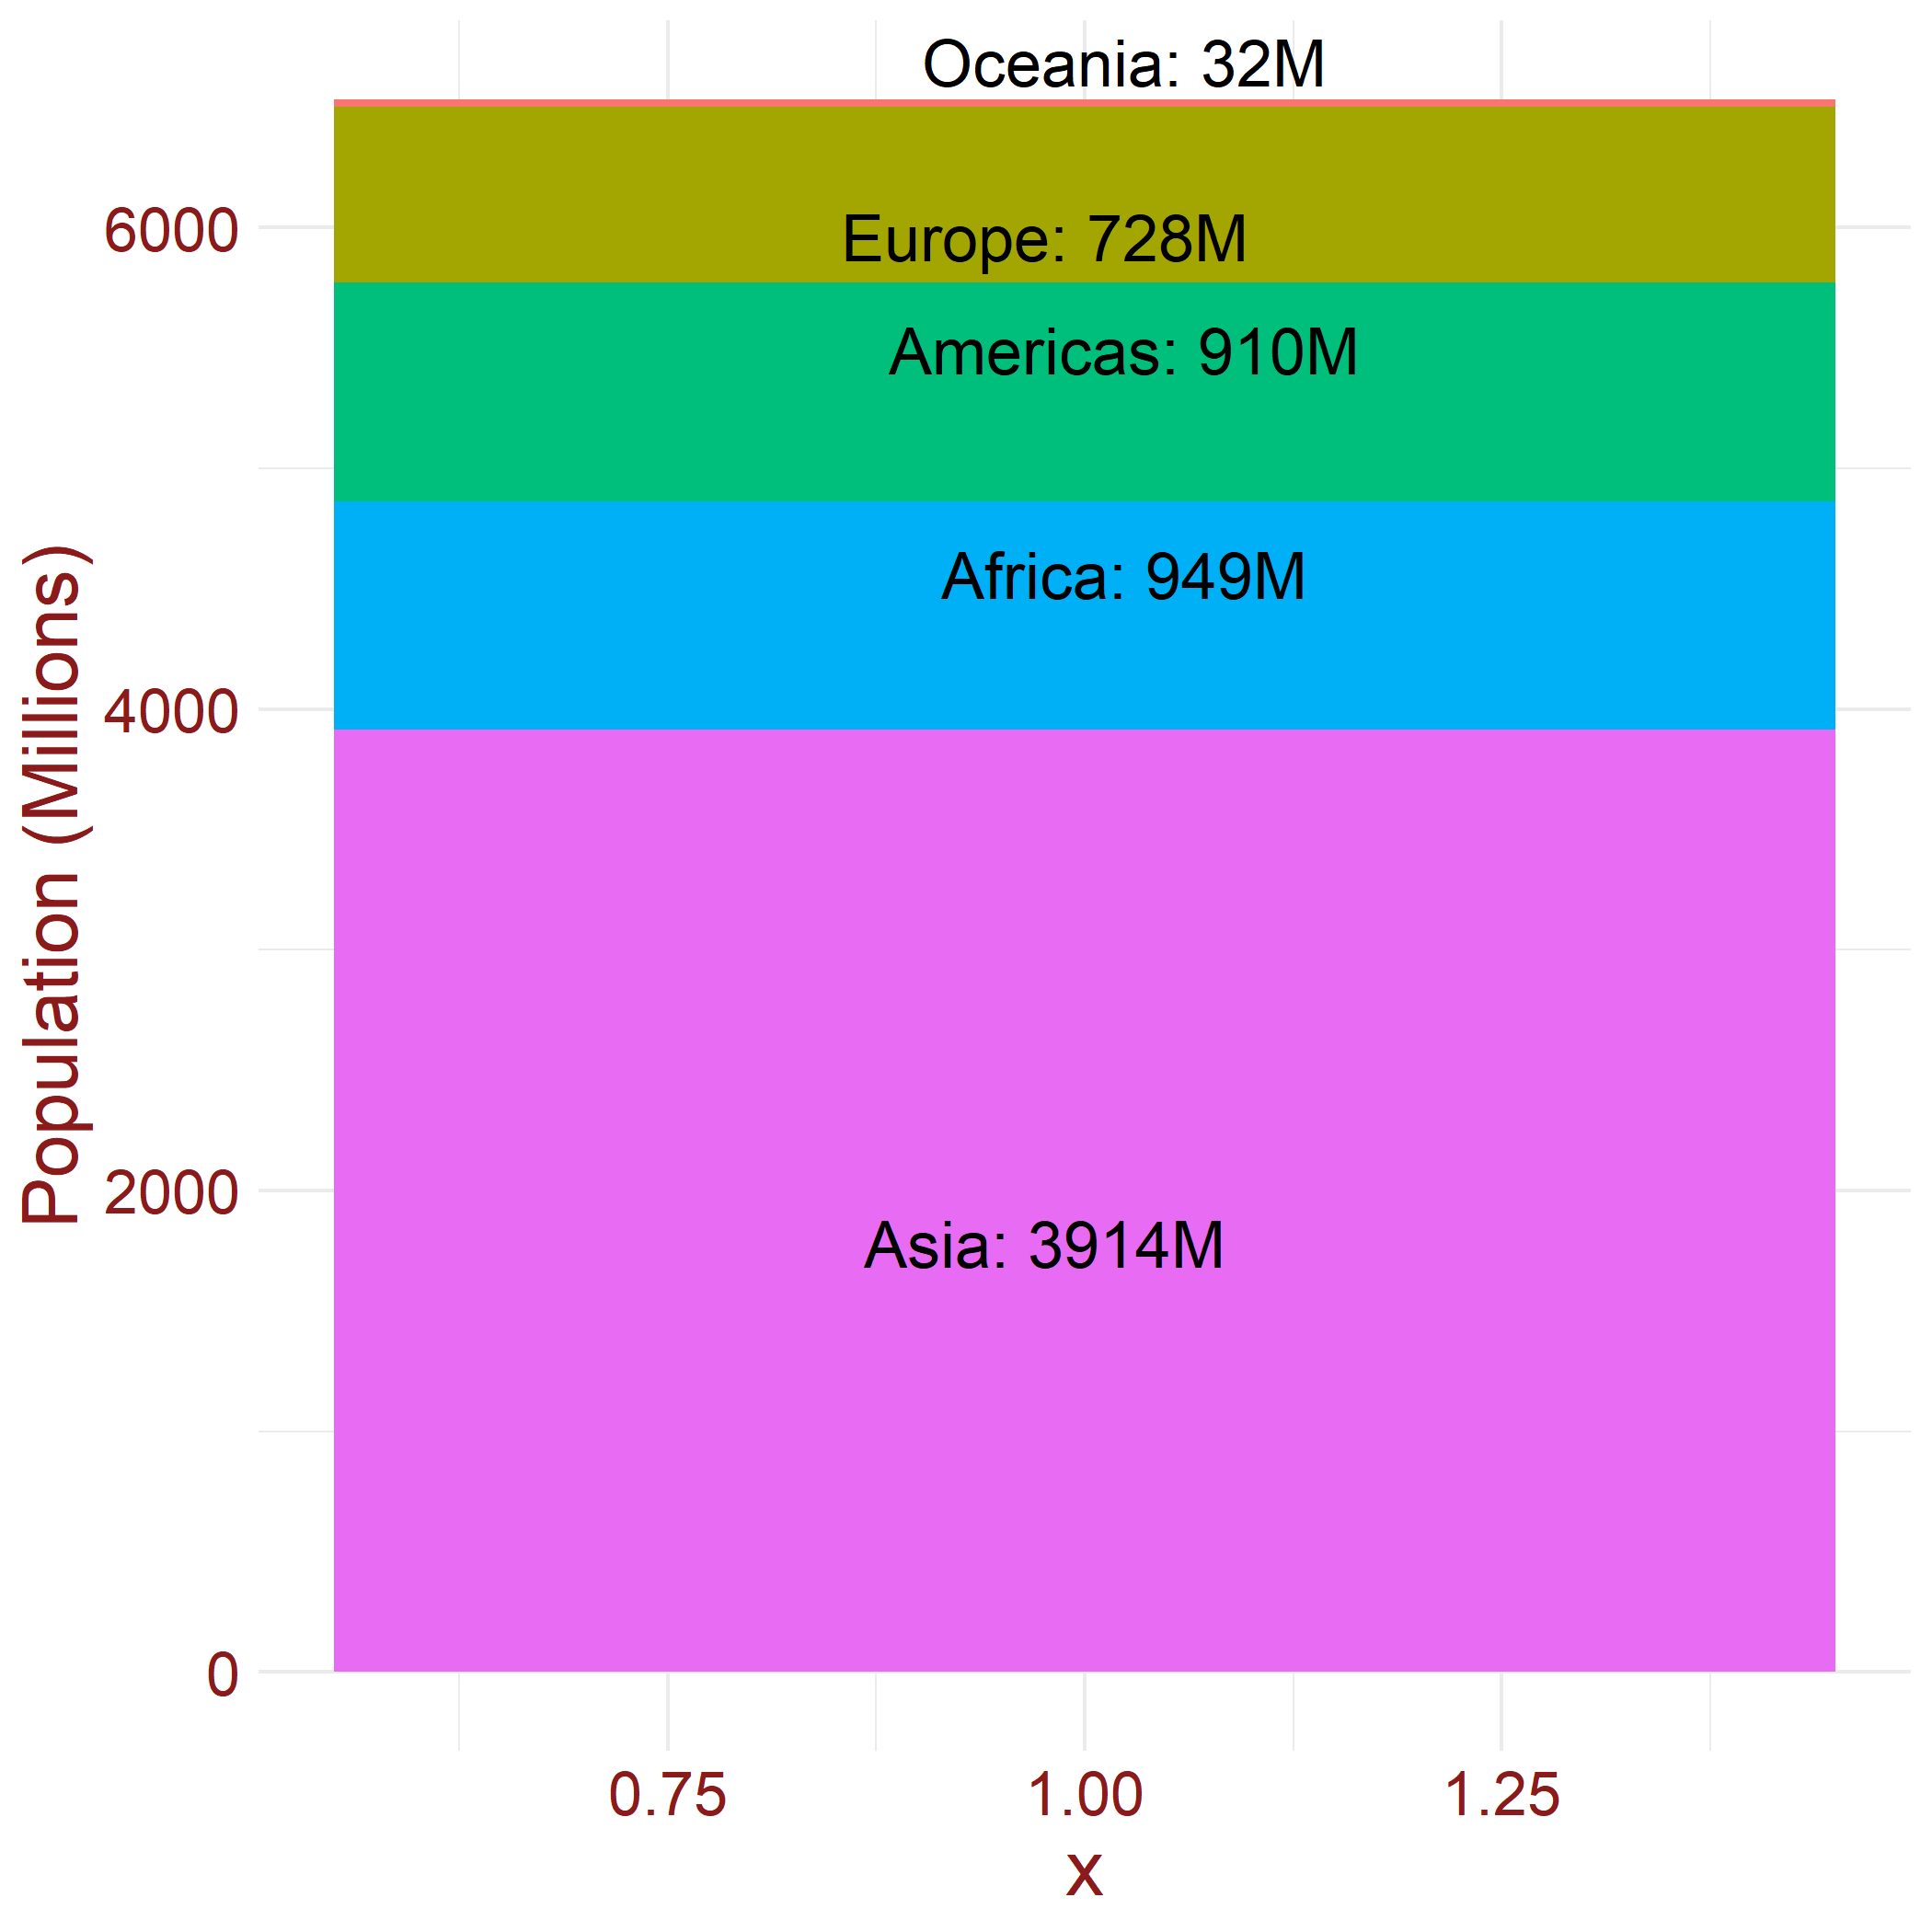 Oceania: 32M
Europe: 728M
Americas: 910M
Africa: 949M
Asia: 3914M
Population (Millions)
6000
4000
2000
0
0.75
1.00
1.25
x